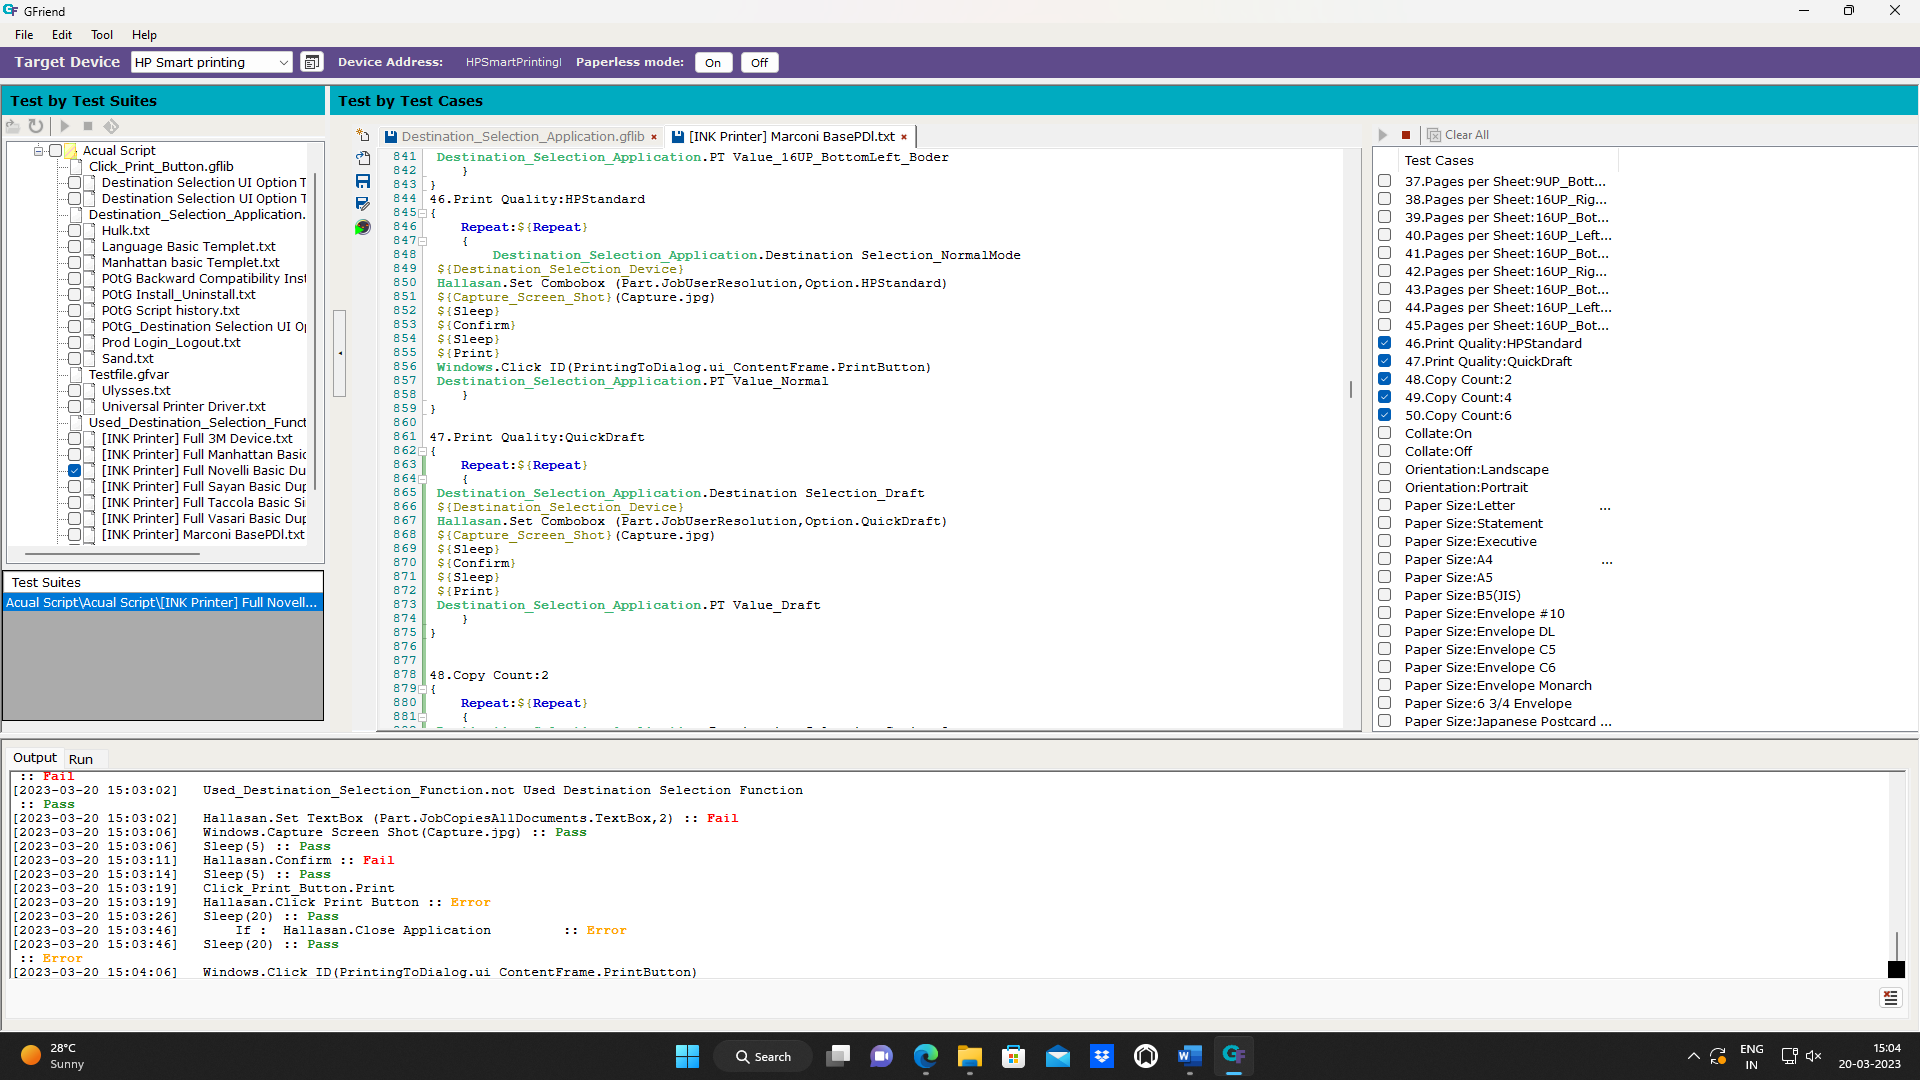 GFriend
File Edit Tool Help
Target Device HP Smart printing Device Address: HPSmartPrintingl Paperless mode: On Off
Test by Test Suites
Acual Script
Click_Print_Button.gflib
Destination Selection UI Option T
Destination Selection UI Option T
Destination_Selection_Application.
Hulk.txt
Language Basic Templet.txt
Manhattan basic Templet.txt
POtG Backward Compatibility Inst
POtG Install_Uninstall.txt
POtG Script history.txt
POtG_Destination Selection UI O
Prod Login_Logout.txt
Sand.txt
Testfile.gfvar
Ulysses.txt
Universal Printer Driver.txt
Used_Destination_Selection_Funct
[INK Printer] Full 3M Device.txt
[INK Printer] Full Manhattan Basic
[INK Printer] Full Novelli Basic Du
[INK Printer] Full Sayan Basic Dup
[INK Printer] Full Taccola Basic Si
[INK Printer] Full Vasari Basic Dup
[INK Printer] Marconi BasePDl.txt
Test Suites
Acual Script\Acual Script\[INK Printer] Full Novell...
Test by Test Cases
Destination_Selection_Application.gflib × [INK Printer] Marconi BasePDl.txt ×
841 Destination_Selection_Application.PT Value_16UP_BottomLeft_Boder
842 }
843 }
844 46.Print Quality:HPStandard
845 {
846 Repeat:${Repeat}
847 {
848 Destination_Selection_Application.Destination Selection_NormalMode
849 ${Destination_Selection_Device}
850 Hallasan.Set Combobox (Part.JobUserResolution,Option.HPStandard)
851 ${Capture_Screen_Shot}(Capture.jpg)
852 ${Sleep}
853 ${Confirm}
854 ${Sleep}
855 ${Print}
856 Windows.Click ID(PrintingToDialog.ui_ContentFrame.PrintButton)
857 Destination_Selection_Application.PT Value_Normal
858 }
859 }
860
861 47.Print Quality:QuickDraft
862 {
863 Repeat:${Repeat}
864 {
865 Destination_Selection_Application.Destination Selection_Draft
866 ${Destination_Selection_Device}
867 Hallasan.Set Combobox (Part.JobUserResolution,Option.QuickDraft)
868 ${Capture_Screen_Shot}(Capture.jpg)
869 ${Sleep}
870 ${Confirm}
871 ${Sleep}
872 ${Print}
873 Destination_Selection_Application.PT Value_Draft
874 }
875 }
876
877
878 48.Copy Count:2
879 {
880 Repeat:${Repeat}
881 {
Clear All
Test Cases
37.Pages per Sheet:9UP_Bott...
38.Pages per Sheet:16UP_Rig...
39.Pages per Sheet:16UP_Bot...
40.Pages per Sheet:16UP_Left...
41.Pages per Sheet:16UP_Bot...
42.Pages per Sheet:16UP_Rig...
43.Pages per Sheet:16UP_Bot...
44.Pages per Sheet:16UP_Left...
45.Pages per Sheet:16UP_Bot...
46.Print Quality:HPStandard
47.Print Quality:QuickDraft
48.Copy Count:2
49.Copy Count:4
50.Copy Count:6
Collate:On
Collate:Off
Orientation:Landscape
Orientation:Portrait
Paper Size:Letter ...
Paper Size:Statement
Paper Size:Executive
Paper Size:A4 ...
Paper Size:A5
Paper Size:B5(JIS)
Paper Size:Envelope #10
Paper Size:Envelope DL
Paper Size:Envelope C5
Paper Size:Envelope C6
Paper Size:Envelope Monarch
Paper Size:6 3/4 Envelope
Paper Size:Japanese Postcard ...
Output Run
:: Fail
[2023-03-20 15:03:02] Used_Destination_Selection_Function.not Used Destination Selection Function
:: Pass
[2023-03-20 15:03:02] Hallasan.Set TextBox (Part.JobCopiesAllDocuments.TextBox,2) :: Fail
[2023-03-20 15:03:06] Windows.Capture Screen Shot(Capture.jpg) :: Pass
[2023-03-20 15:03:06] Sleep(5) :: Pass
[2023-03-20 15:03:11] Hallasan.Confirm :: Fail
[2023-03-20 15:03:14] Sleep(5) :: Pass
[2023-03-20 15:03:19] Click_Print_Button.Print
[2023-03-20 15:03:19] Hallasan.Click Print Button :: Error
[2023-03-20 15:03:26] Sleep(20) :: Pass
[2023-03-20 15:03:46] If : Hallasan.Close Application :: Error
[2023-03-20 15:03:46] Sleep(20) :: Pass
:: Error
[2023-03-20 15:04:06] Windows.Click ID(PrintingToDialog.ui ContentFrame.PrintButton)
28°C
Sunny
Search
ENG
IN
15:04
20-03-2023